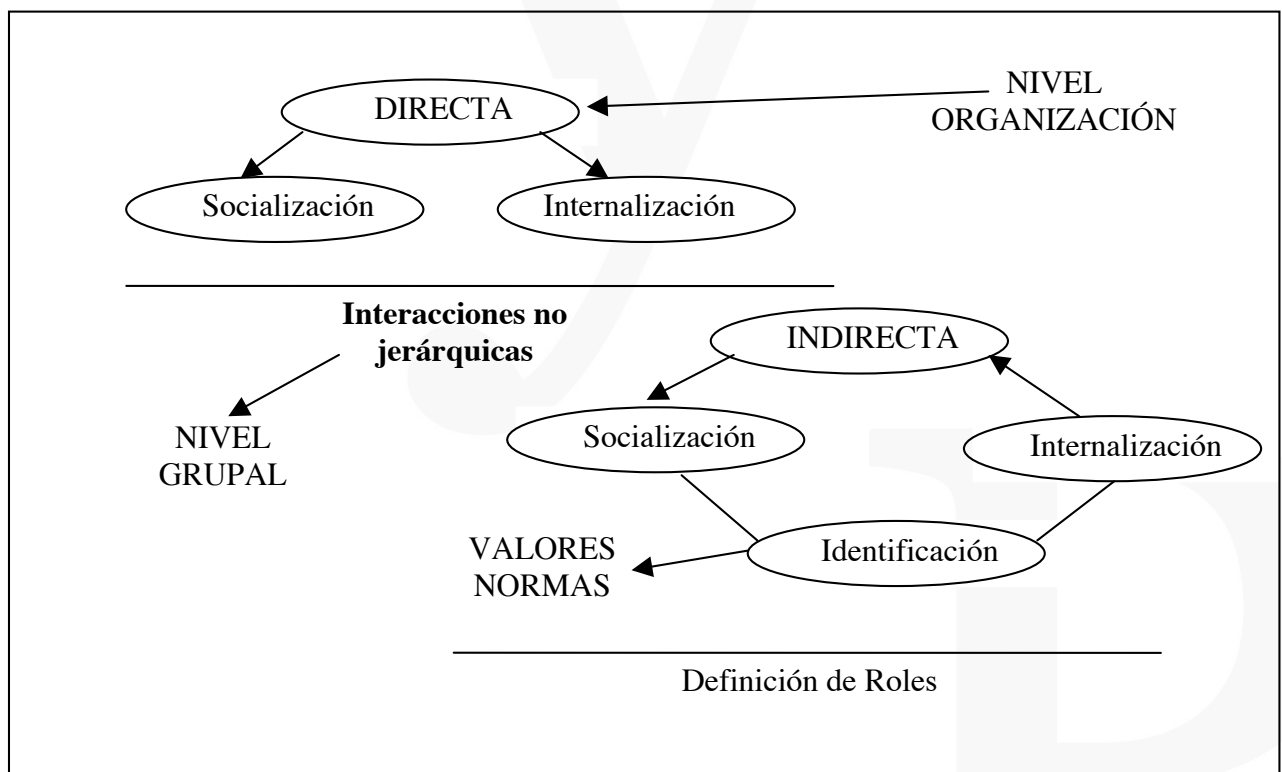 NIVEL
ORGANIZACIÓN
DIRECTA
Socialización
Internalización
Interacciones no
jerárquicas
NIVEL
GRUPAL
INDIRECTA
Socialización
Internalización
Identificación
VALORES
NORMAS
Definición de Roles